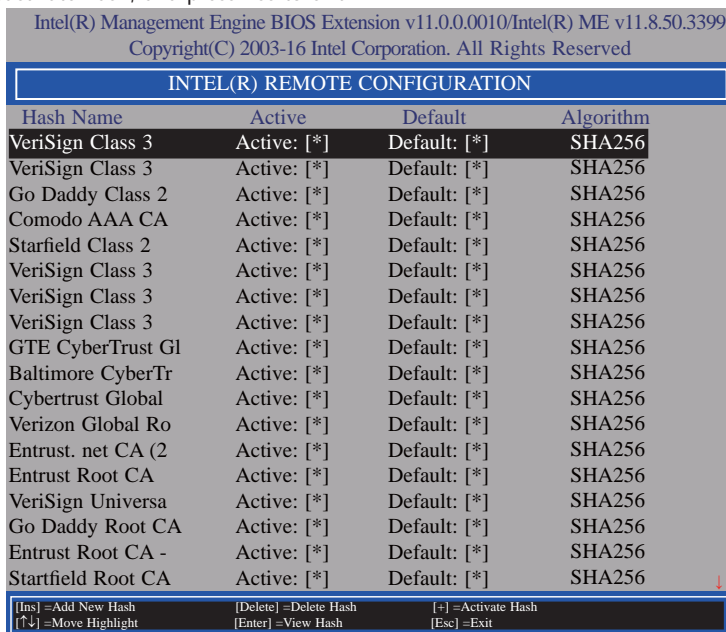 Intel(R) Management Engine BIOS Extension v11.0.0.0010/Intel(R) ME v11.8.50.3399
Copyright(C) 2003-16 Intel Corporation. All Rights Reserved
INTEL(R) REMOTE CONFIGURATION
Hash Name Active Default Algorithm
VeriSign Class 3 Active: [*] Default: [*] SHA256
VeriSign Class 3 Active: [*] Default: [*] SHA256
Go Daddy Class 2 Active: [*] Default: [*] SHA256
Comodo AAA CA Active: [*] Default: [*] SHA256
Starfield Class 2 Active: [*] Default: [*] SHA256
VeriSign Class 3 Active: [*] Default: [*] SHA256
VeriSign Class 3 Active: [*] Default: [*] SHA256
VeriSign Class 3 Active: [*] Default: [*] SHA256
GTE CyberTrust Gl Active: [*] Default: [*] SHA256
Baltimore CyberTr Active: [*] Default: [*] SHA256
Cybertrust Global Active: [*] Default: [*] SHA256
Verizon Global Ro Active: [*] Default: [*] SHA256
Entrust. net CA (2 Active: [*] Default: [*] SHA256
Entrust Root CA Active: [*] Default: [*] SHA256
VeriSign Universa Active: [*] Default: [*] SHA256
Go Daddy Root CA Active: [*] Default: [*] SHA256
Entrust Root CA - Active: [*] Default: [*] SHA256
Startfield Root CA Active: [*] Default: [*] SHA256 ↓
[Ins] =Add New Hash [Delete] =Delete Hash [+] =Activate Hash
[↑↓] =Move Highlight [Enter] =View Hash [Esc] =Exit